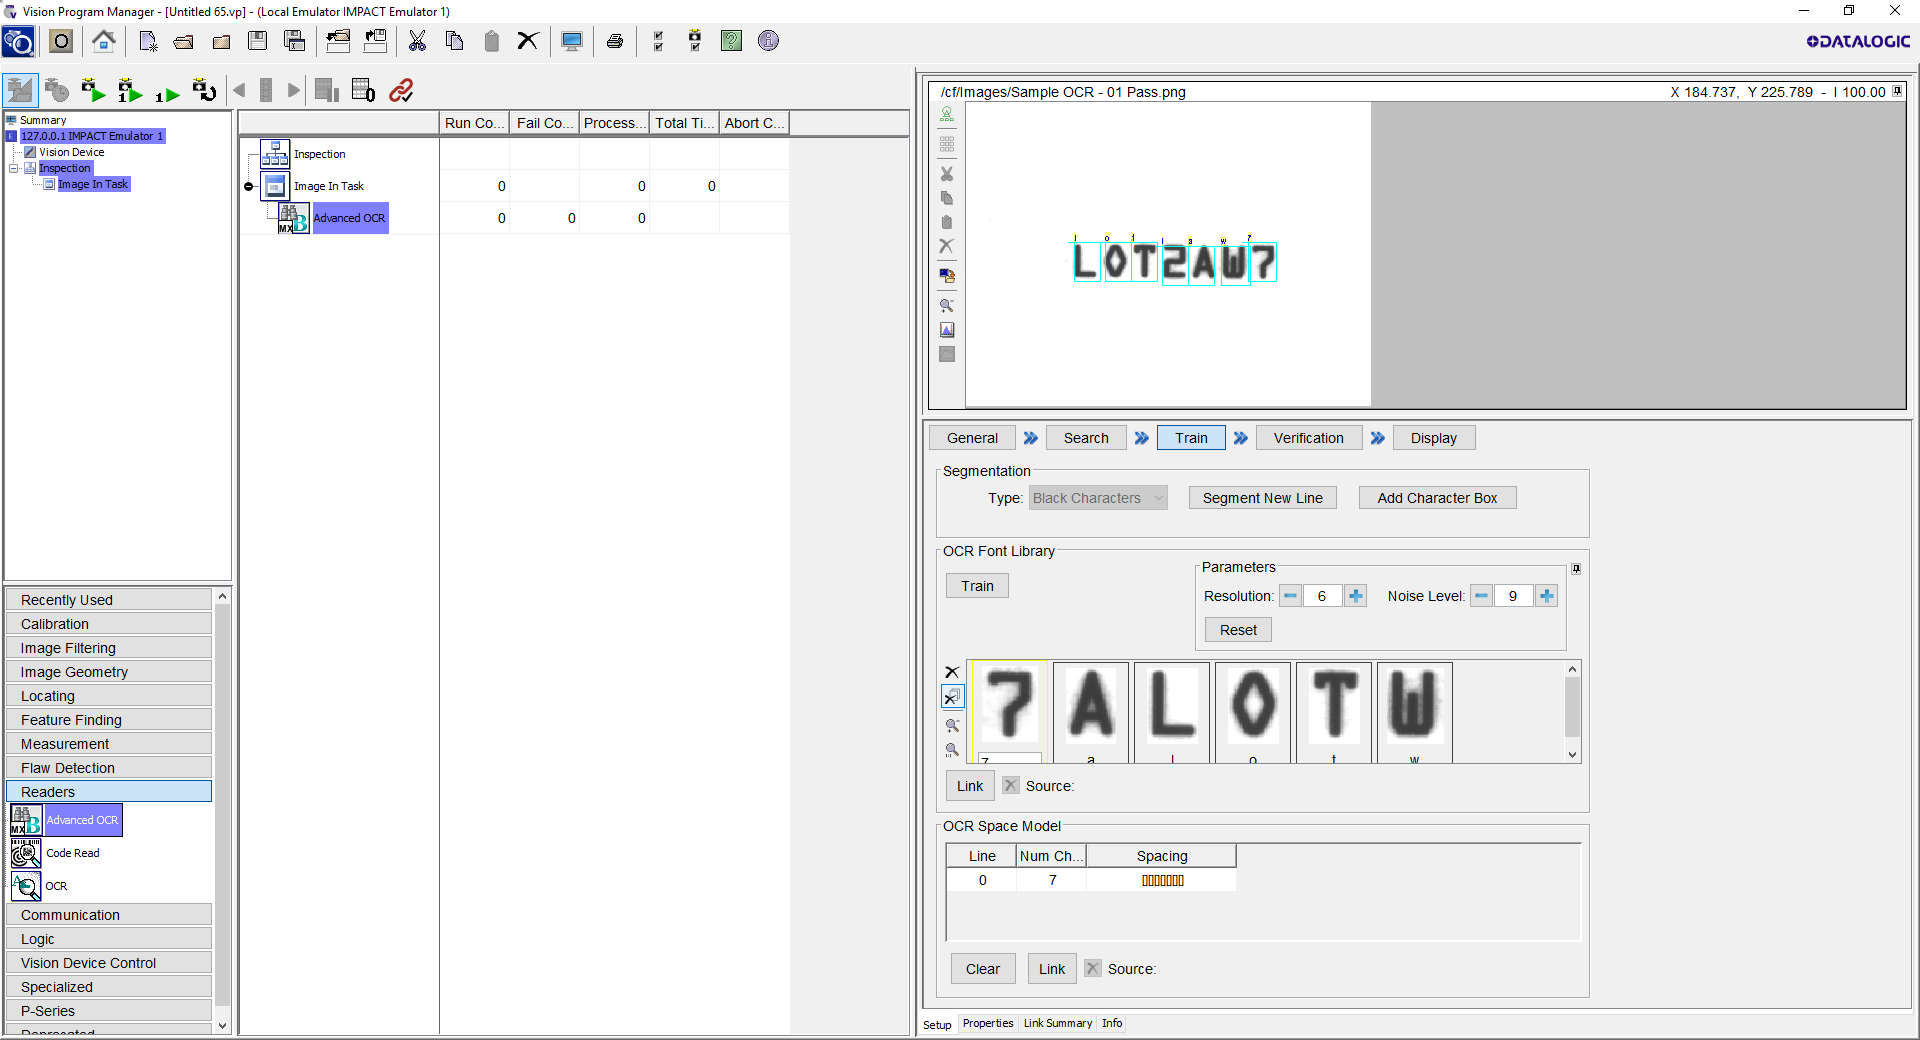 Vision Program Manager - [Untitled 65.vp] - (Local Emulator IMPACT Emulator 1)
DATALOGIC
Summary
127.0.0.1 IMPACT Emulator 1
Vision Device
Inspection
Image In Task
Recently Used
Calibration
Image Filtering
Image Geometry
Locating
Feature Finding
Measurement
Flaw Detection
Readers
MX B Advanced OCR
Code Read
OCR
Communication
Logic
Vision Device Control
Specialized
P-Series
Deprecated
Run Co... Fail Co... Process... Total Ti... Abort C...
Inspection
Image In Task 0 0 0
MX B Advanced OCR 0 0 0
/cf/Images/Sample OCR - 01 Pass.png X 184.737, Y 225.789 - I 100.00
l o t l a w 7
LOT2AW7
General Search Train Verification Display
Segmentation
Type: Black Characters Segment New Line Add Character Box
OCR Font Library
Train
Parameters
Resolution: 6 Noise Level: 9
Reset
7 A L O T W
7 a l o t w
Link Source:
OCR Space Model
Line Num Ch... Spacing
0 7
Clear Link Source:
Setup Properties Link Summary Info